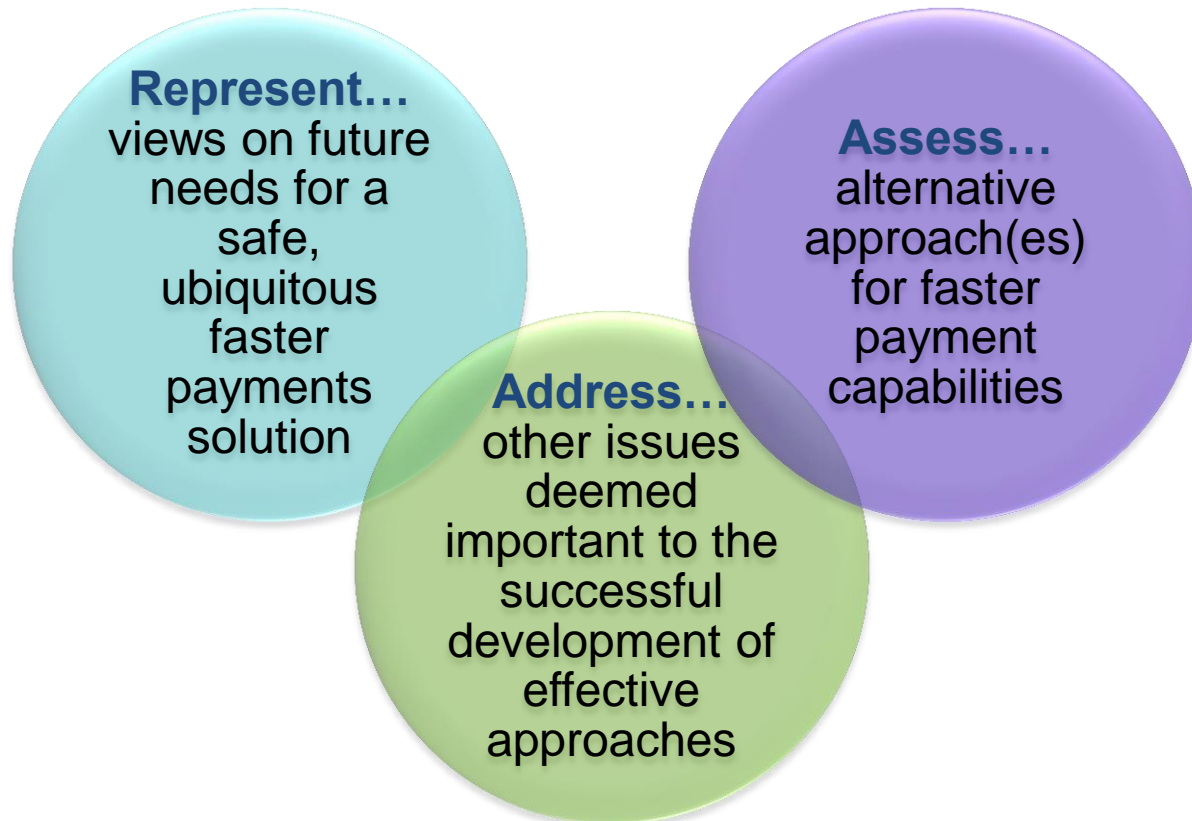 Represent…
views on future
needs for a
safe,
ubiquitous
faster
payments
solution
Assess…
alternative
approach(es)
for faster
payment
capabilities
Address…
other issues
deemed
important to the
successful
development of
effective
approaches